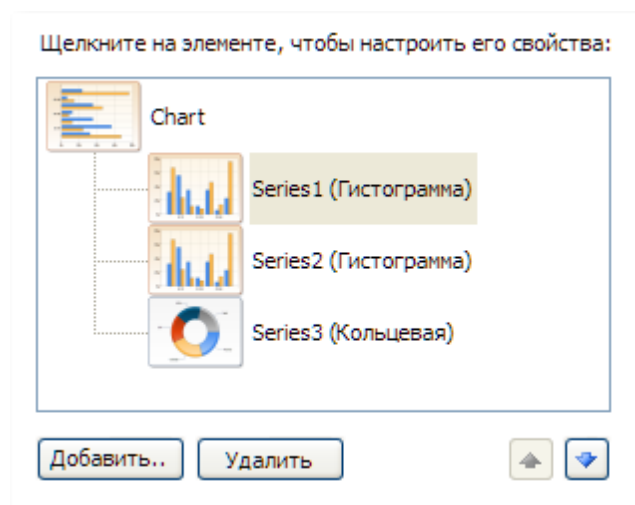 Щелкните на элементе, чтобы настроить его свойства:
Chart
Series1 (Гистограмма)
Series2 (Гистограмма)
Series3 (Кольцевая)
Добавить.. Удалить